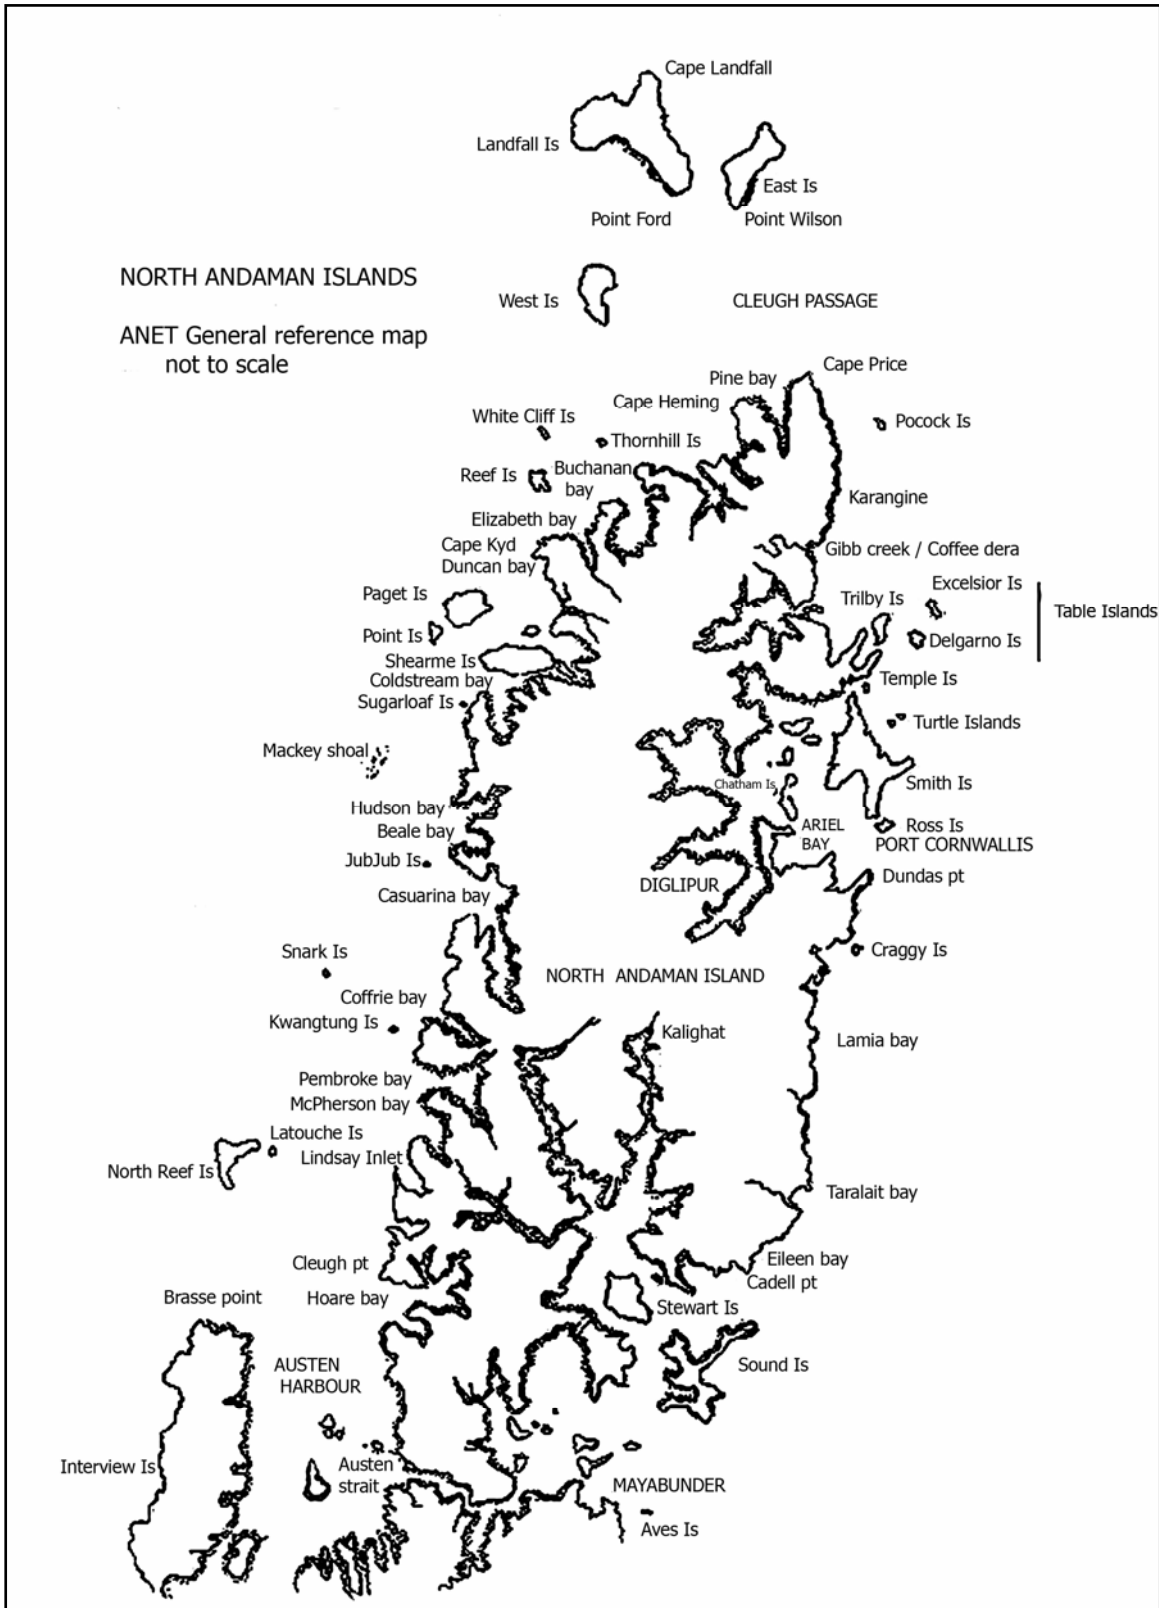 Cape Landfall
Landfall Is
East Is
Point Ford
Point Wilson
NORTH ANDAMAN ISLANDS
West Is
CLEUGH PASSAGE
ANET General reference map
not to scale
Cape Price
Pine bay
Cape Heming
White Cliff Is
Pocock Is
Thornhill Is
Reef Is
Buchanan
bay
Karangine
Elizabeth bay
Cape Kyd
Gibb creek / Coffee dera
Duncan bay
Excelsior Is
Paget Is
Trilby Is
Table Islands
Point Is
Delgarno Is
Shearme Is
Coldstream bay
Temple Is
Sugarloaf Is
Turtle Islands
Mackey shoal
Chatham Is
Smith Is
Hudson bay
Beale bay
ARIEL
BAY
Ross Is
PORT CORNWALLIS
JubJub Is
Dundas pt
DIGLIPUR
Casuarina bay
Snark Is
Craggy Is
NORTH ANDAMAN ISLAND
Coffrie bay
Kwangtung Is
Kalighat
Lamia bay
Pembroke bay
McPherson bay
Latouche Is
Lindsay Inlet
North Reef Is
Taralait bay
Cleugh pt
Eileen bay
Cadell pt
Brasse point
Hoare bay
Stewart Is
AUSTEN
HARBOUR
Sound Is
Interview Is
Austen
strait
MAYABUNDER
Aves Is